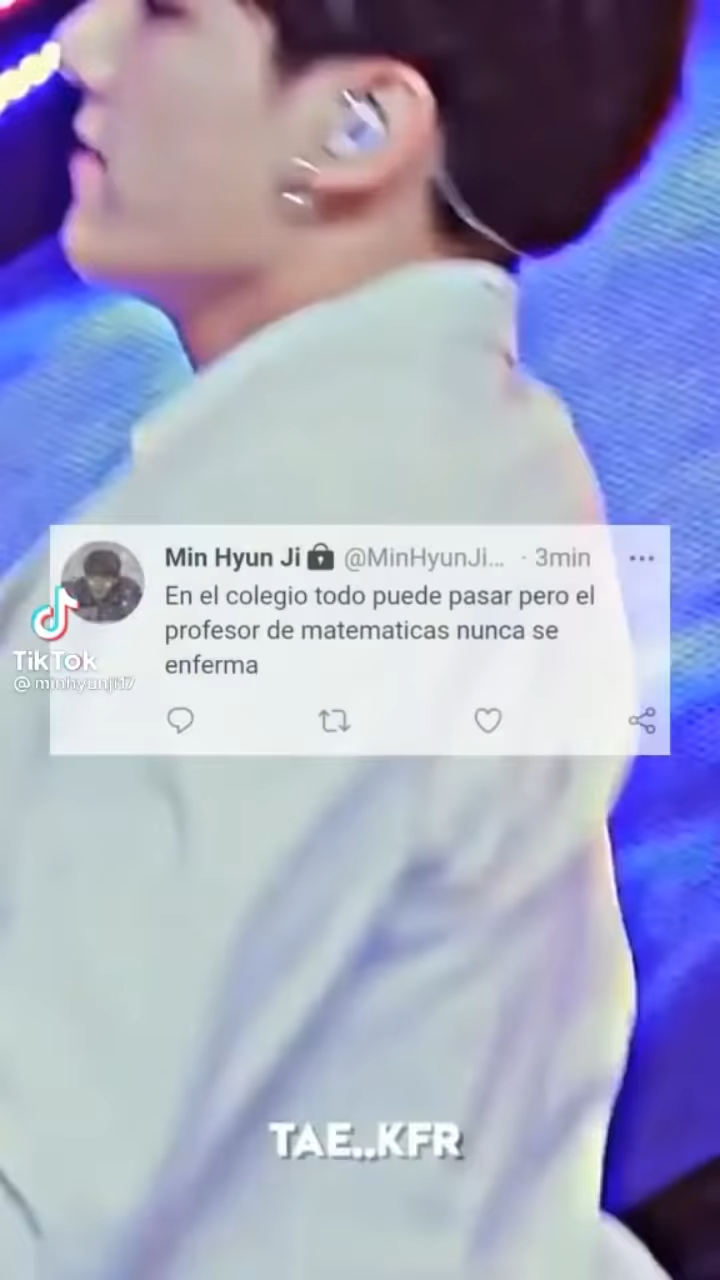 Min Hyun Ji @MinHyunJi... · 3min
En el colegio todo puede pasar pero el
profesor de matematicas nunca se
enferma
TikTok
@minhyunji17
TAE..KFR